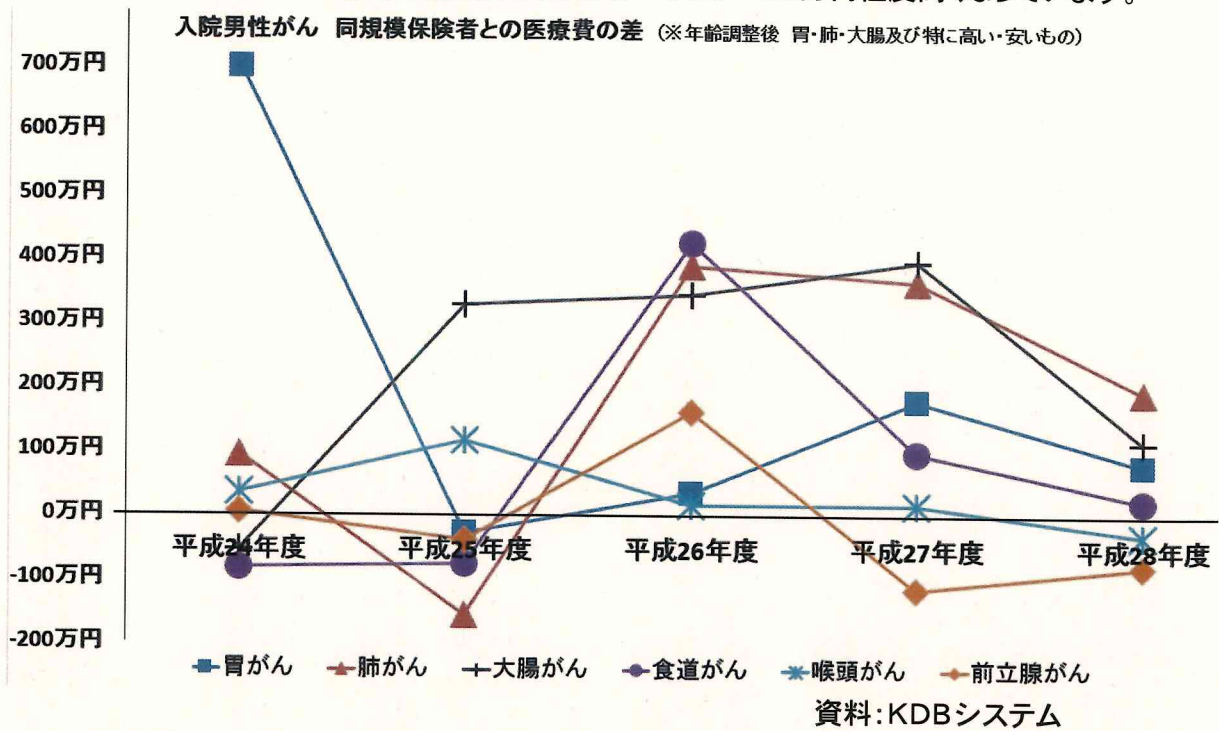 入院男性がん 同規模保険者との医療費の差 (※年齢調整後 胃・肺・大腸及び特に高い・安いもの)
700万円
600万円
500万円
400万円
300万円
200万円
100万円
0万円
-100万円
-200万円
平成24年度 平成25年度 平成26年度 平成27年度 平成28年度
胃がん 肺がん 大腸がん 食道がん 喉頭がん 前立腺がん
資料:KDBシステム